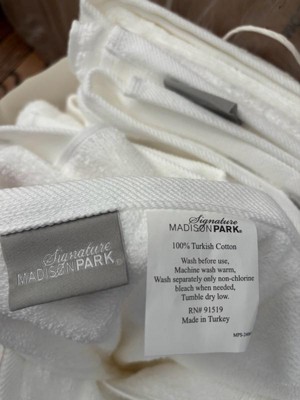 Signature
MADISON PARK®
Signature
MADISON PARK®
100% Turkish Cotton
Wash before use,
Machine wash warm,
Wash separately only non-chlorine
bleach when needed,
Tumble dry low.
RN# 91519
Made in Turkey